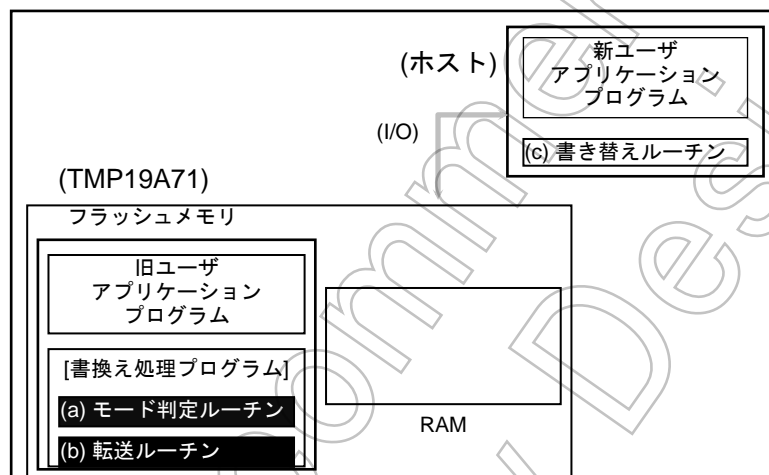 (ホスト)
新ユーザ
アプリケーション
プログラム
(I/O)
(c) 書き替えルーチン
(TMP19A71)
フラッシュメモリ
旧ユーザ
アプリケーション
プログラム
[書換え処理プログラム]
(a) モード判定ルーチン
(b) 転送ルーチン
RAM